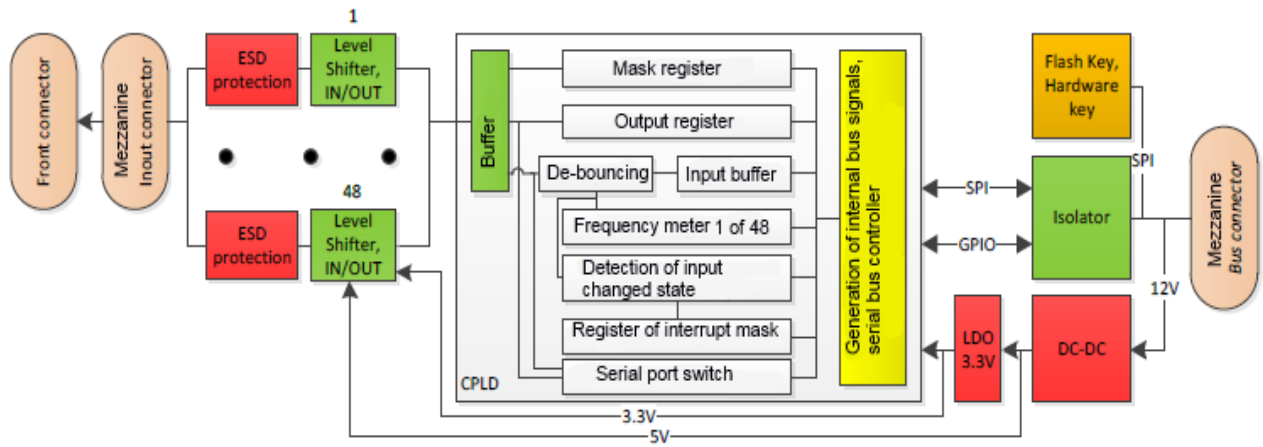 Front connector
Mezzanine
Inout connector
ESD
protection
1
Level
Shifter,
IN/OUT
ESD
protection
48
Level
Shifter,
IN/OUT
Buffer
Mask register
Output register
De-bouncing
Input buffer
Frequency meter 1 of 48
Detection of input
changed state
Register of interrupt mask
Serial port switch
CPLD
Generation of internal bus signals,
serial bus controller
SPI
GPIO
Flash Key,
Hardware
key
SPI
Isolator
Mezzanine
Bus connector
12V
LDO
3.3V
DC-DC
3.3V
5V